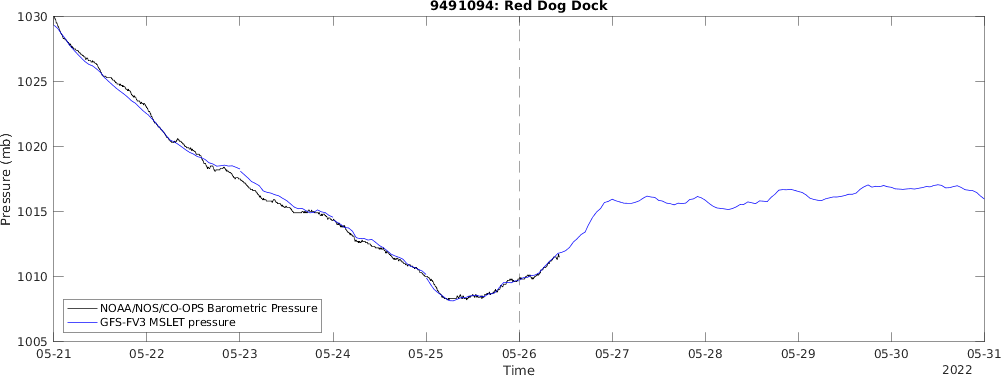 9491094: Red Dog Dock
Pressure (mb)
1030
1025
1020
1015
1010
1005
NOAA/NOS/CO-OPS Barometric Pressure
GFS-FV3 MSLET pressure
05-21 05-22 05-23 05-24 05-25 05-26 05-27 05-28 05-29 05-30 05-31
Time
2022